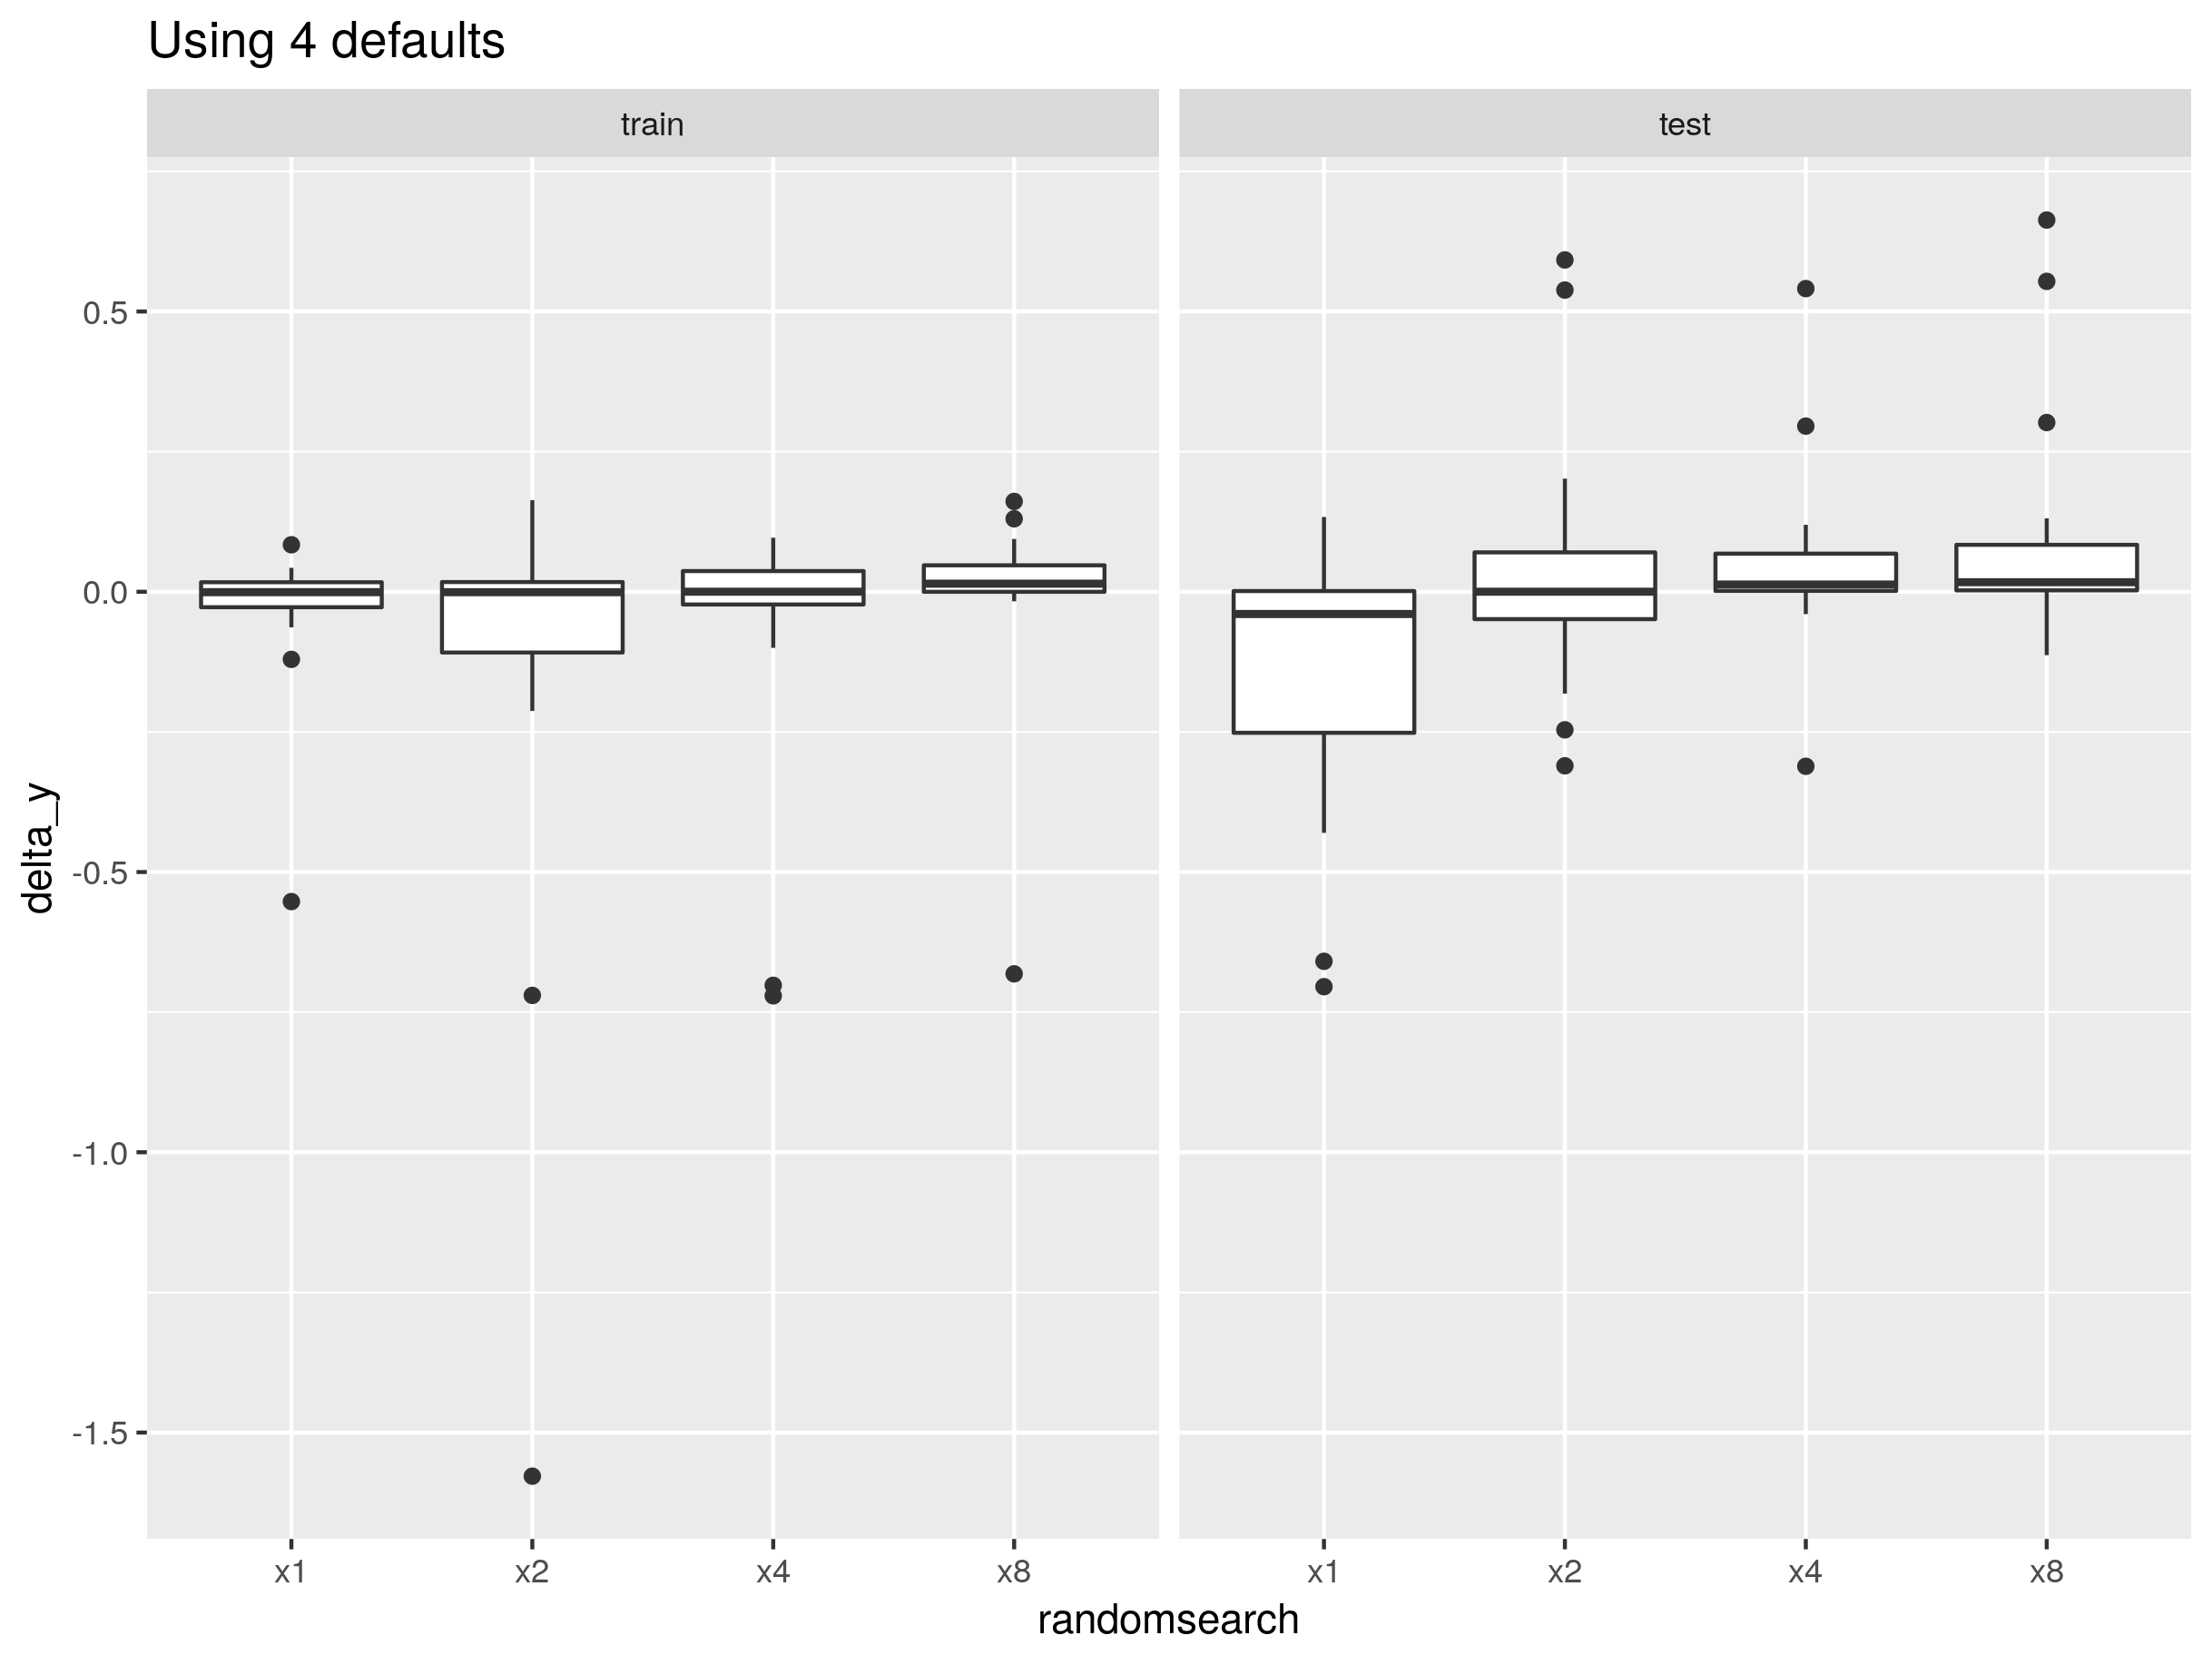 Using 4 defaults
train
test
delta_y
0.5
0.0
-0.5
-1.0
-1.5
x1 x2 x4 x8
x1 x2 x4 x8
randomsearch